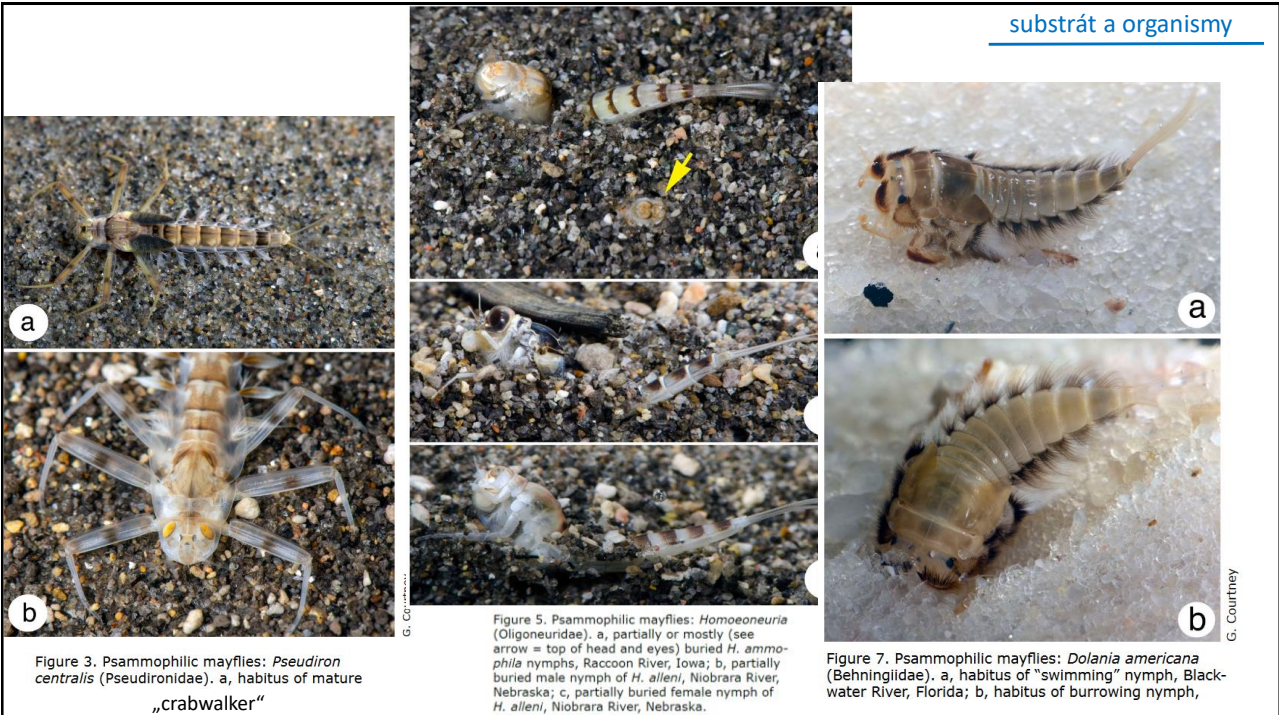 substrát a organismy
a
b
G. Courtney
Figure 3. Psammophilic mayflies: Pseudiron
centralis (Pseudironidae). a, habitus of mature
„crabwalker“
Figure 5. Psammophilic mayflies: Homoeoneuria
(Oligoneuridae). a, partially or mostly (see
arrow = top of head and eyes) buried H. ammo-
phila nymphs, Raccoon River, Iowa; b, partially
buried male nymph of H. alleni, Niobrara River,
Nebraska; c, partially buried female nymph of
H. alleni, Niobrara River, Nebraska.
a
b
G. Courtney
Figure 7. Psammophilic mayflies: Dolania americana
(Behningiidae). a, habitus of “swimming” nymph, Black-
water River, Florida; b, habitus of burrowing nymph,